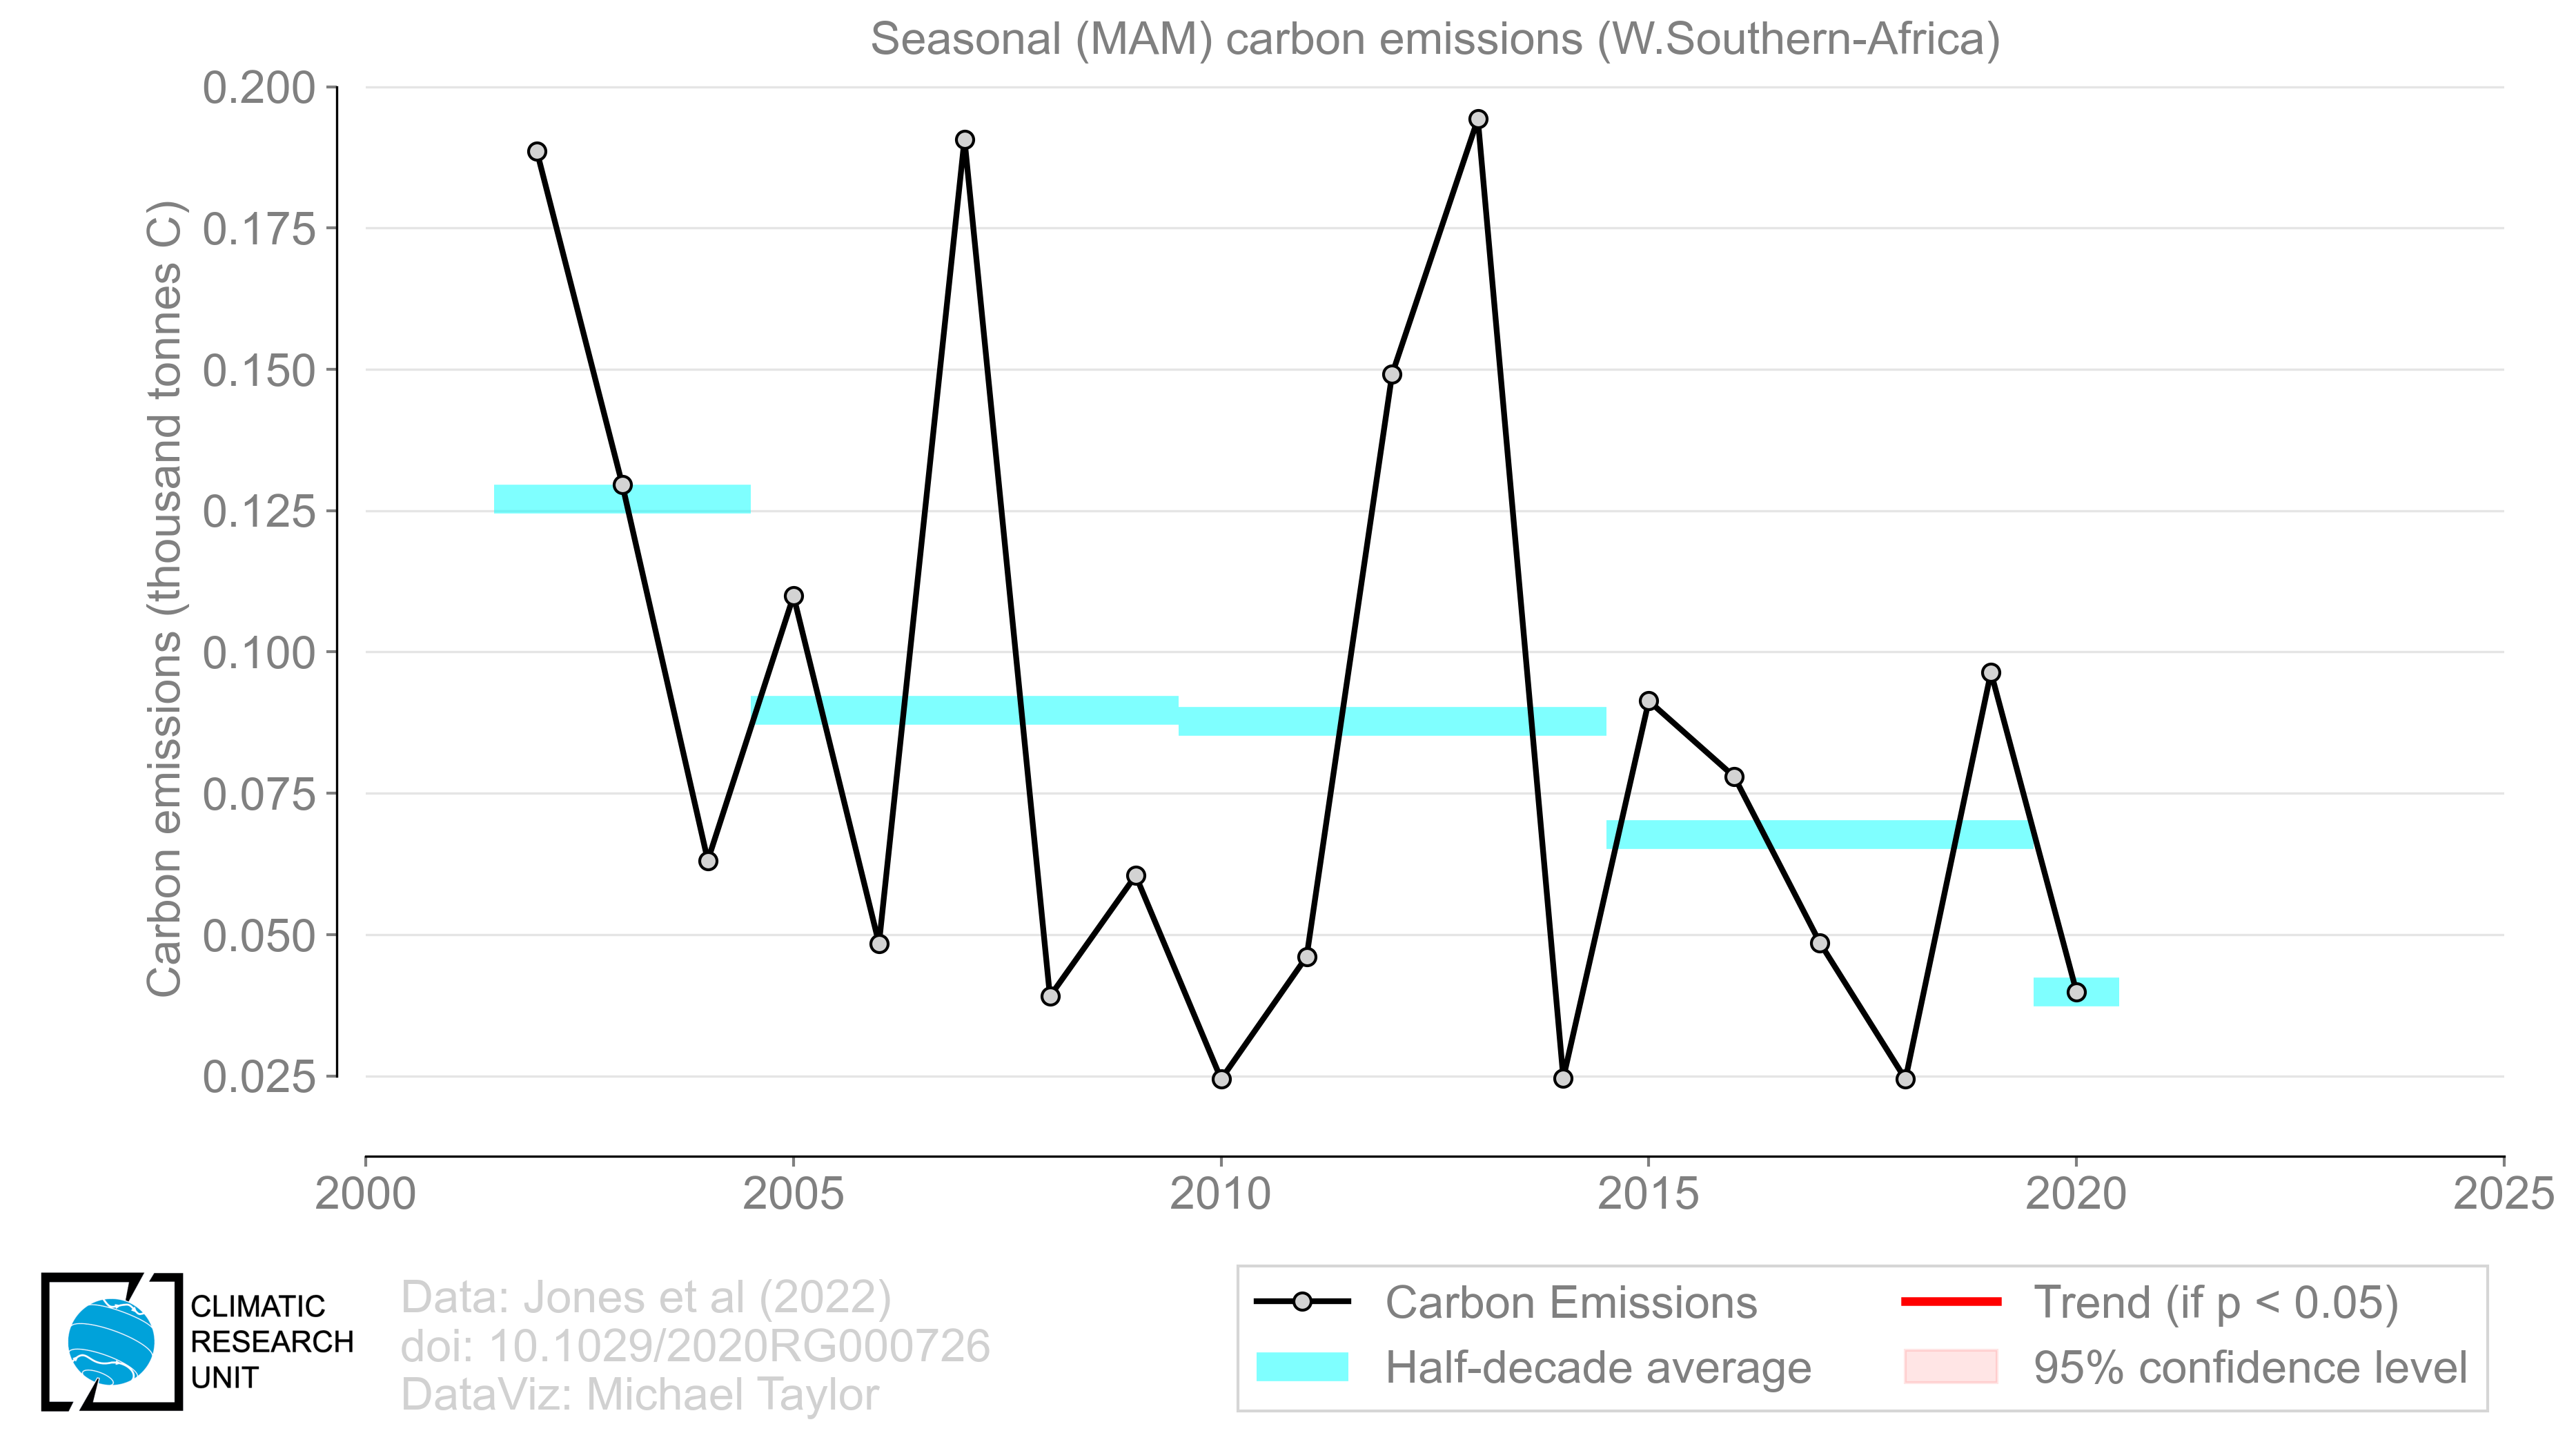 Seasonal (MAM) carbon emissions (W.Southern-Africa)
Carbon emissions (thousand tonnes C)
0.200
0.175
0.150
0.125
0.100
0.075
0.050
0.025
2000 2005 2010 2015 2020 2025
CLIMATIC
RESEARCH
UNIT
Data: Jones et al (2022)
doi: 10.1029/2020RG000726
DataViz: Michael Taylor
Carbon Emissions
Half-decade average
Trend (if p < 0.05)
95% confidence level